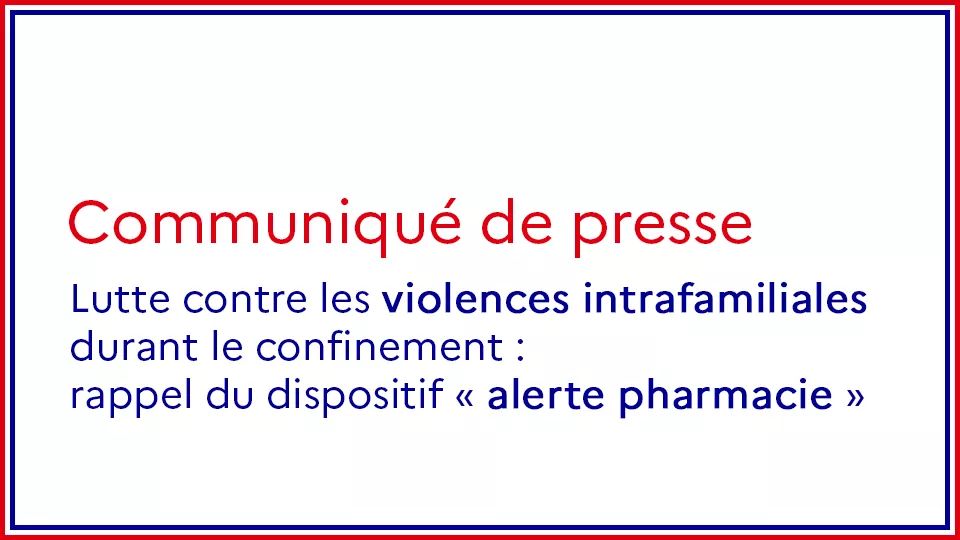 Communiqué de presse
Lutte contre les violences intrafamiliales
durant le confinement :
rappel du dispositif « alerte pharmacie »